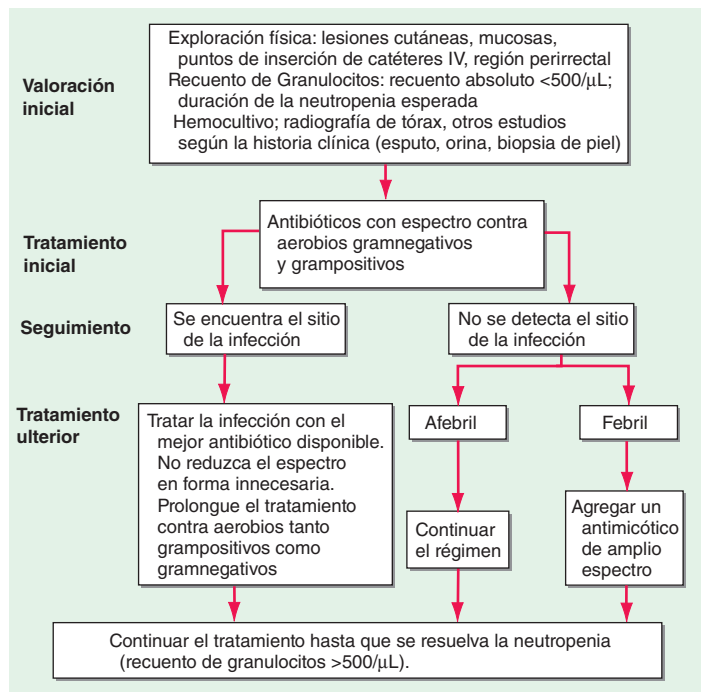 Valoración
inicial
Exploración física: lesiones cutáneas, mucosas,
puntos de inserción de catéteres IV, región perirrectal
Recuento de Granulocitos: recuento absoluto <500/μL;
duración de la neutropenia esperada
Hemocultivo; radiografía de tórax, otros estudios
según la historia clínica (esputo, orina, biopsia de piel)
Tratamiento
inicial
Antibióticos con espectro contra
aerobios gramnegativos
y grampositivos
Seguimiento
Se encuentra el sitio
de la infección
No se detecta el sitio
de la infección
Tratamiento
ulterior
Tratar la infección con el
mejor antibiótico disponible.
No reduzca el espectro
en forma innecesaria.
Prolongue el tratamiento
contra aerobios tanto
grampositivos como
gramnegativos
Afebril
Febril
Continuar
el régimen
Agregar un
antimicótico
de amplio
espectro
Continuar el tratamiento hasta que se resuelva la neutropenia
(recuento de granulocitos >500/μL).